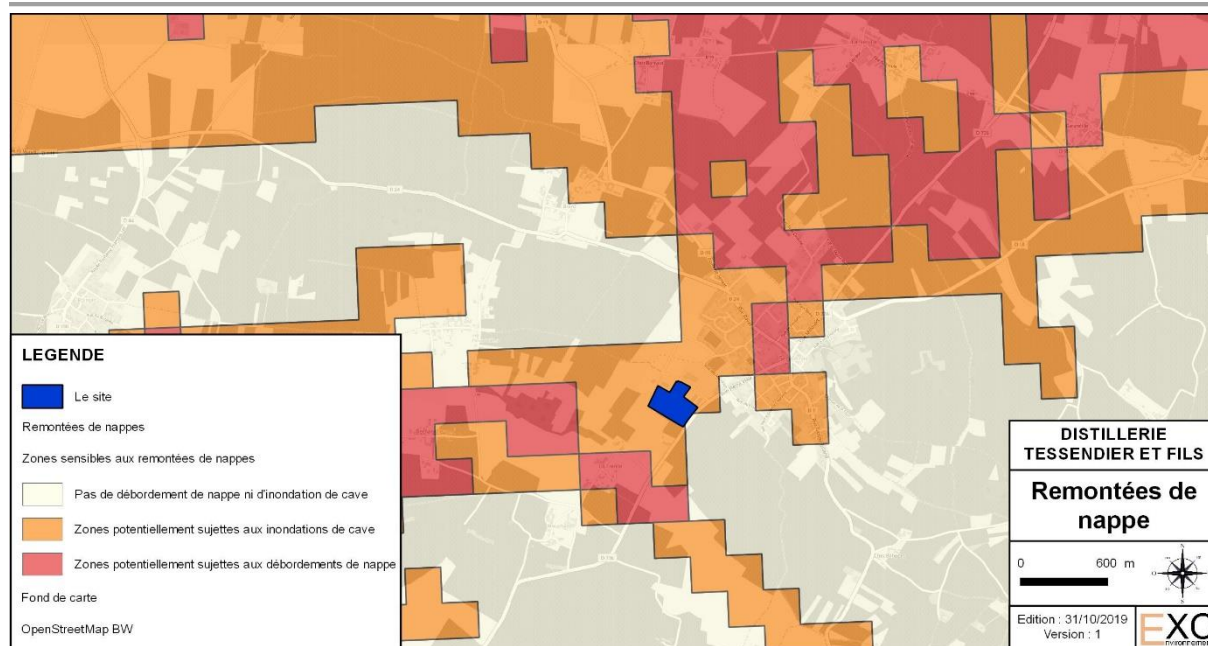 LEGENDE
Le site
Remontées de nappes
Zones sensibles aux remontées de nappes
Pas de débordement de nappe ni d'inondation de cave
Zones potentiellement sujettes aux inondations de cave
Zones potentiellement sujettes aux débordements de nappe
Fond de carte
OpenStreetMap BW
DISTILLERIE
TESSENDIER ET FILS
Remontées de
nappe
0 600 m
Edition : 31/10/2019
Version : 1
EXO
nvironnement